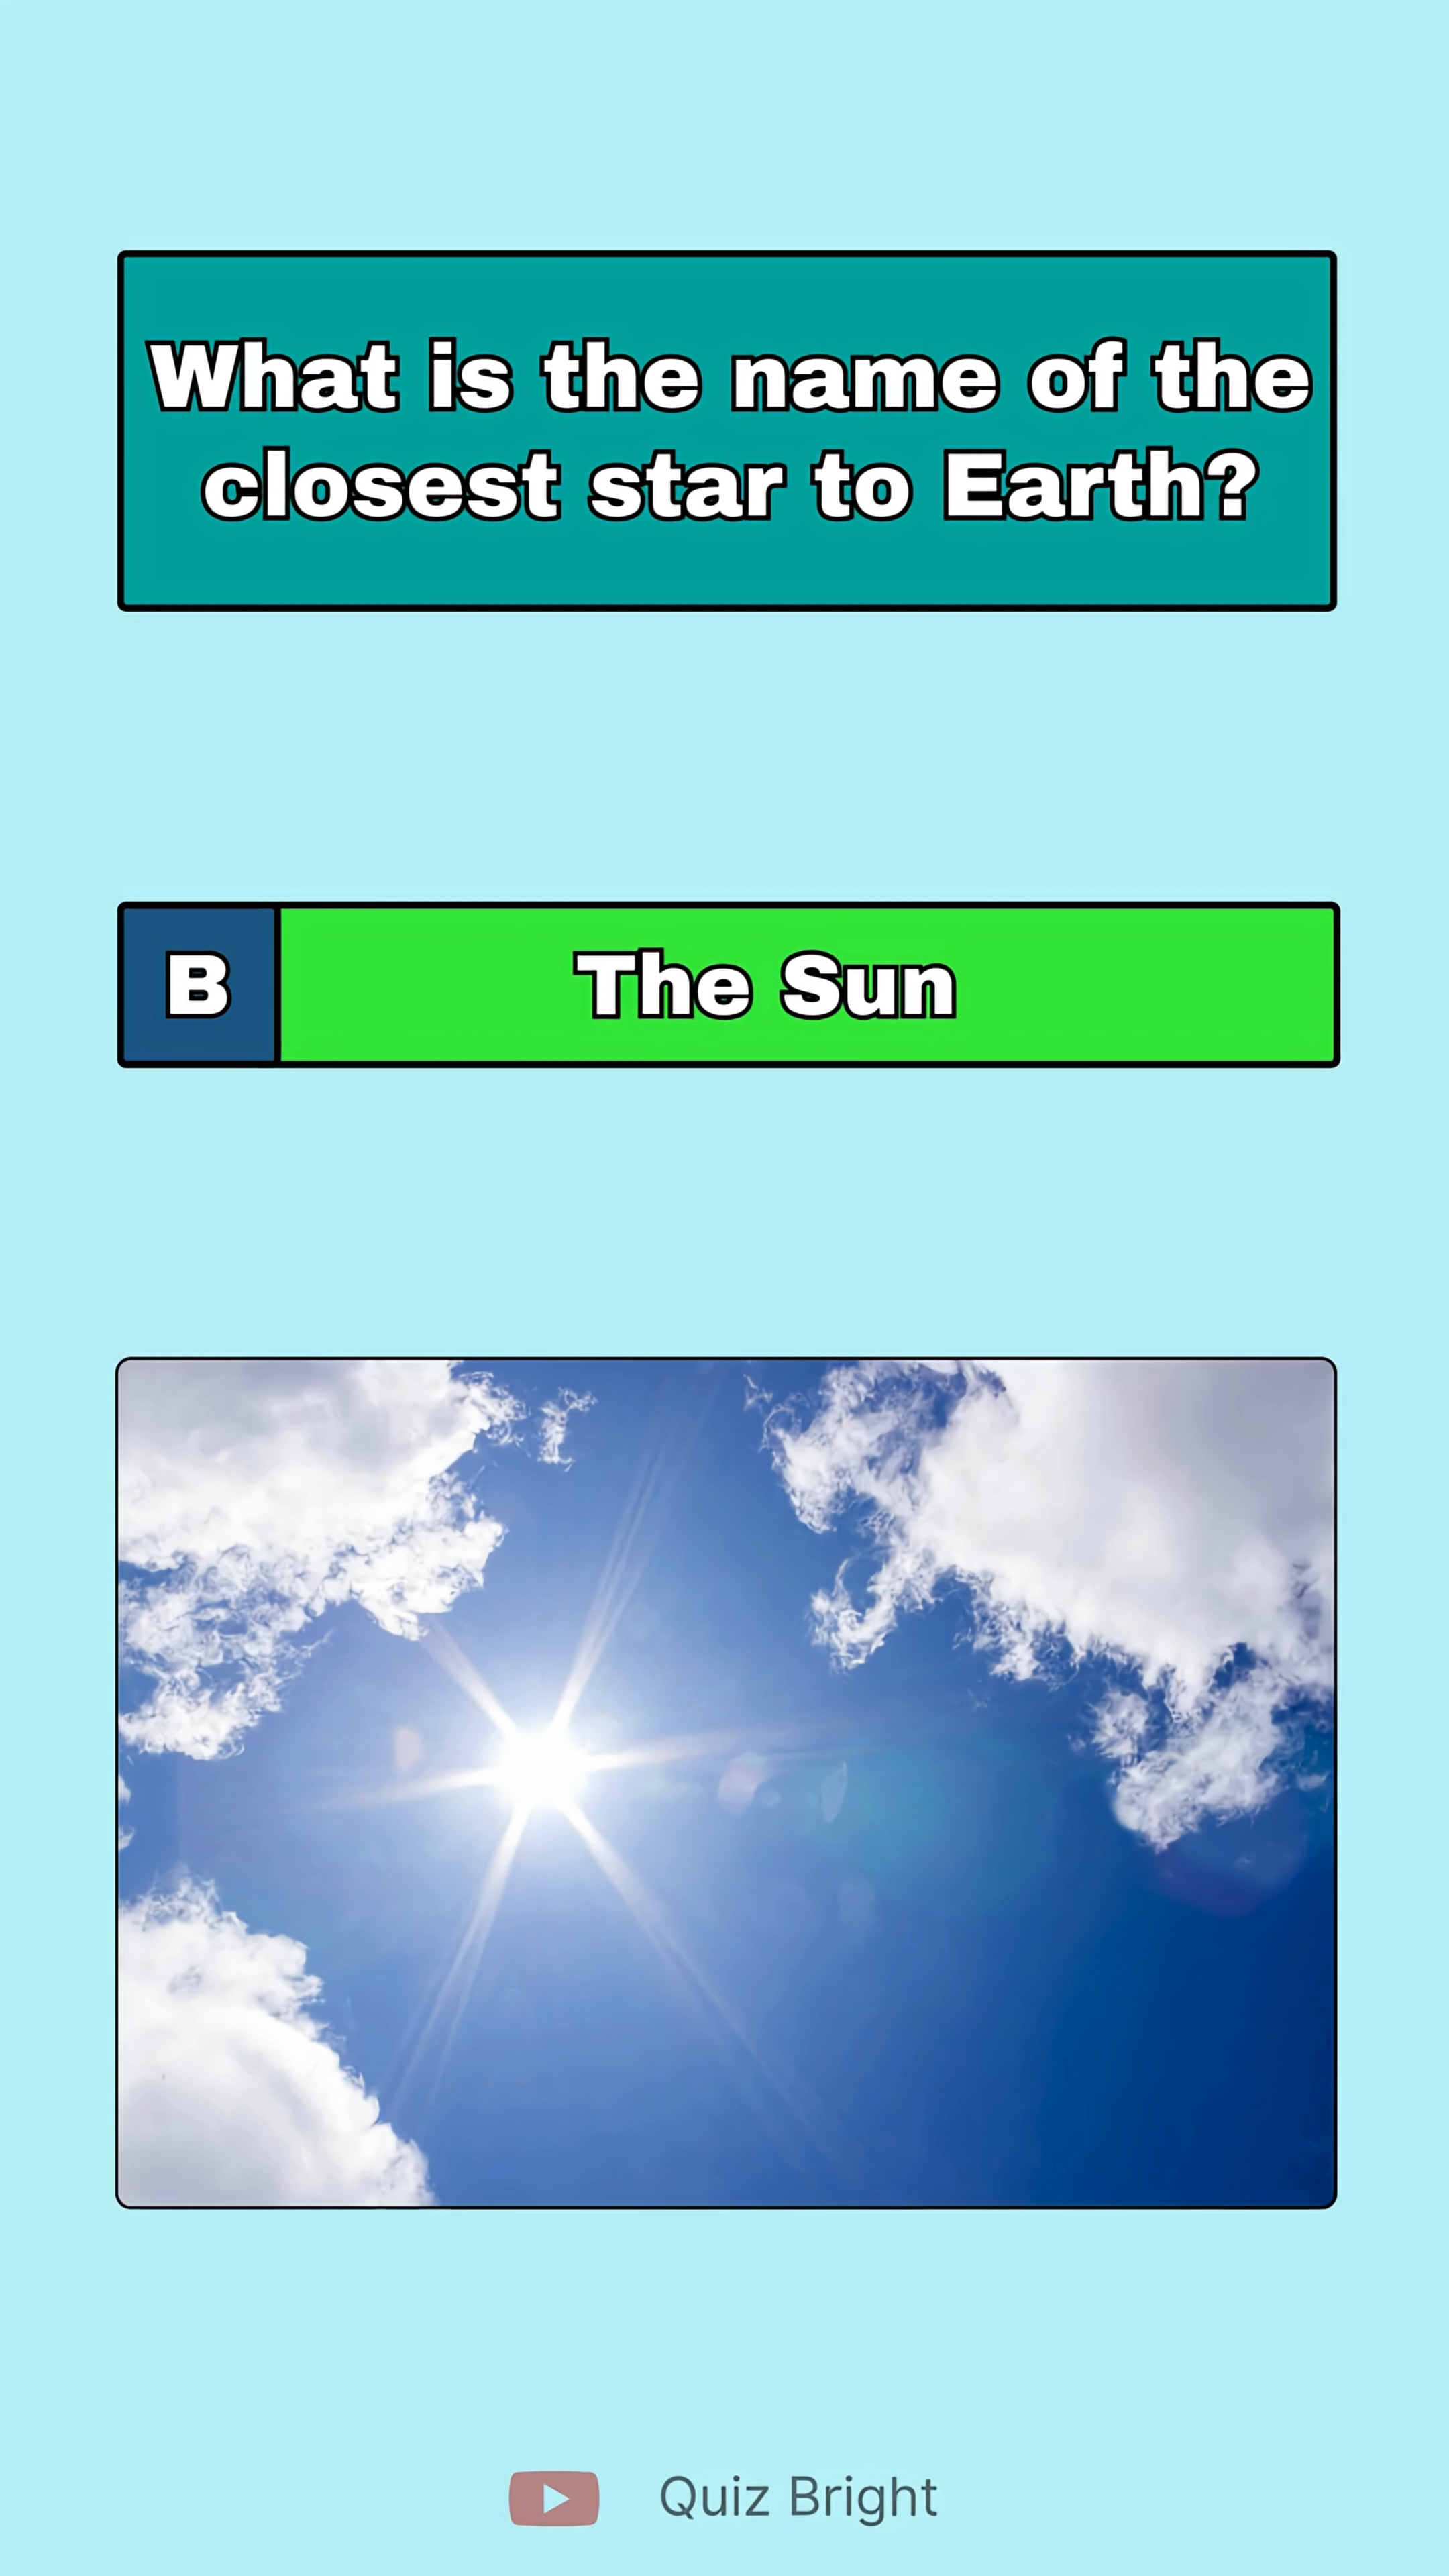 What is the name of the
closest star to Earth?
B
The Sun
Quiz Bright